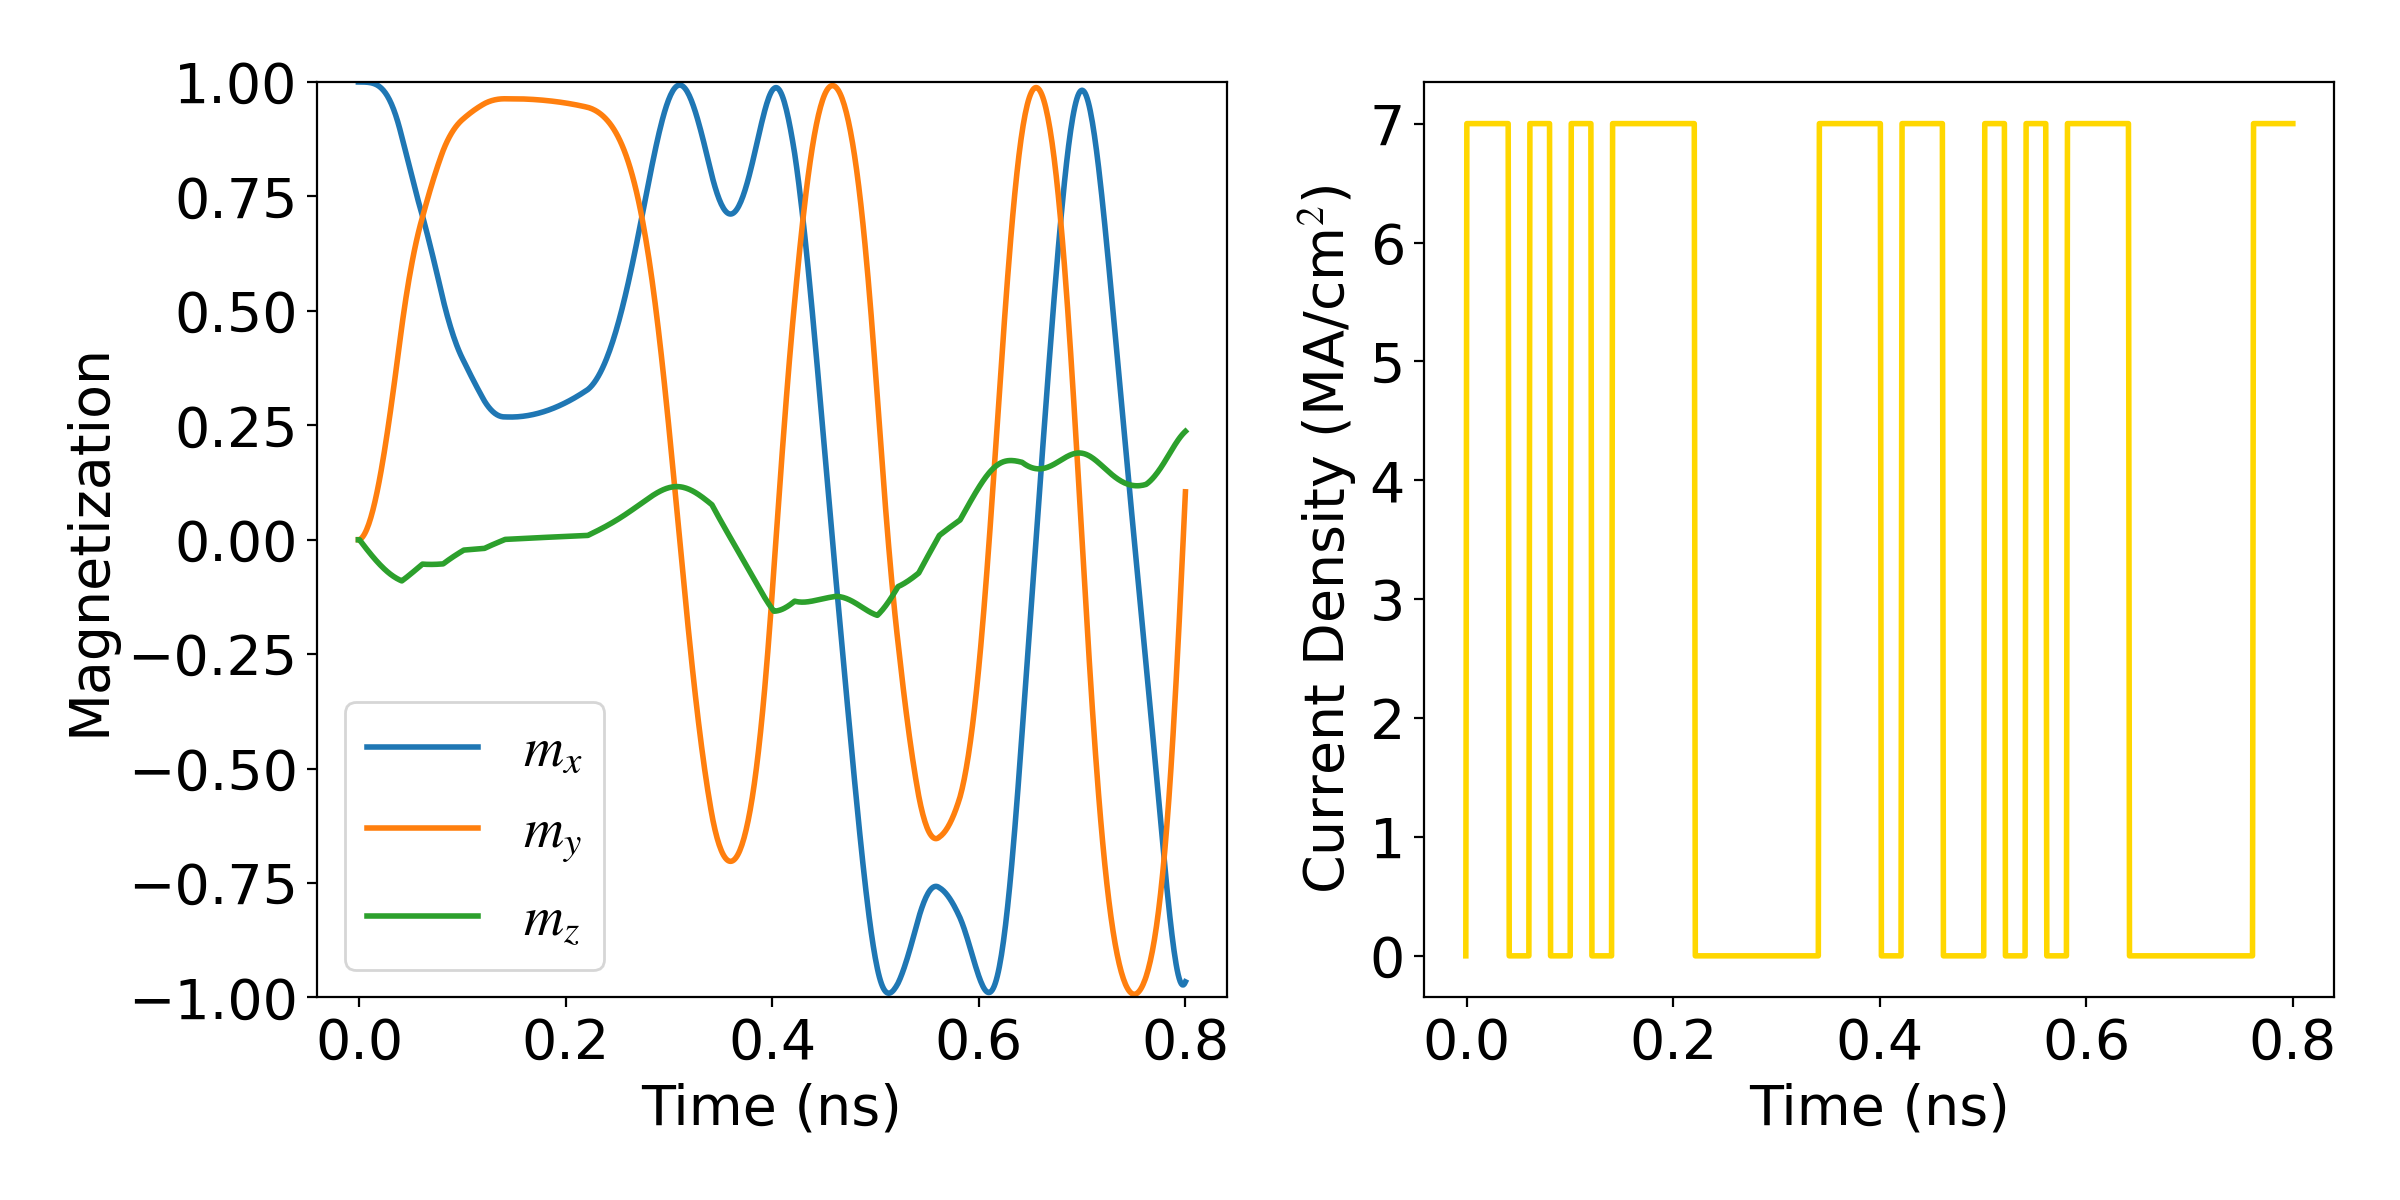 Magnetization
1.00
0.75
0.50
0.25
0.00
−0.25
−0.50
−0.75
−1.00
m_x
m_y
m_z
0.0 0.2 0.4 0.6 0.8
Time (ns)
Current Density (MA/cm²)
7
6
5
4
3
2
1
0
0.0 0.2 0.4 0.6 0.8
Time (ns)